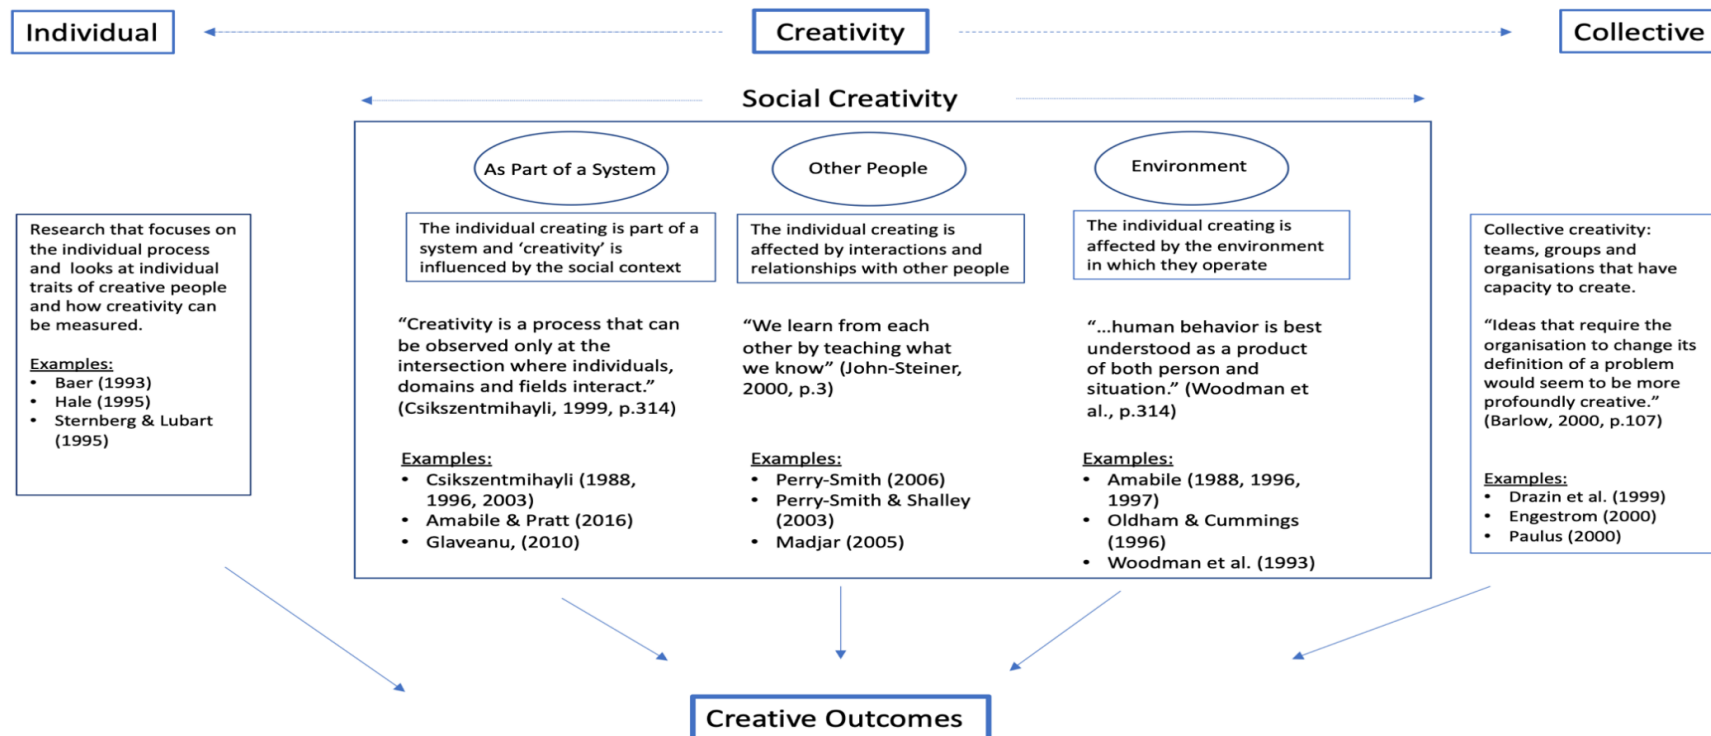 Individual
Creativity
Collective
Social Creativity
As Part of a System
Other People
Environment
Research that focuses on
the individual process
and looks at individual
traits of creative people
and how creativity can
be measured.
Examples:
• Baer (1993)
• Hale (1995)
• Sternberg & Lubart
(1995)
The individual creating is part of a
system and ‘creativity’ is
influenced by the social context
“Creativity is a process that can
be observed only at the
intersection where individuals,
domains and fields interact.”
(Csikszentmihayli, 1999, p.314)
Examples:
• Csikszentmihayli (1988,
1996, 2003)
• Amabile & Pratt (2016)
• Glaveanu, (2010)
The individual creating is
affected by interactions and
relationships with other people
“We learn from each
other by teaching what
we know” (John-Steiner,
2000, p.3)
Examples:
• Perry-Smith (2006)
• Perry-Smith & Shalley
(2003)
• Madjar (2005)
The individual creating is
affected by the environment
in which they operate
“...human behavior is best
understood as a product
of both person and
situation.” (Woodman et
al., p.314)
Examples:
• Amabile (1988, 1996,
1997)
• Oldham & Cummings
(1996)
• Woodman et al. (1993)
Collective creativity:
teams, groups and
organisations that have
capacity to create.
“Ideas that require the
organisation to change its
definition of a problem
would seem to be more
profoundly creative.”
(Barlow, 2000, p.107)
Examples:
• Drazin et al. (1999)
• Engestrom (2000)
• Paulus (2000)
Creative Outcomes